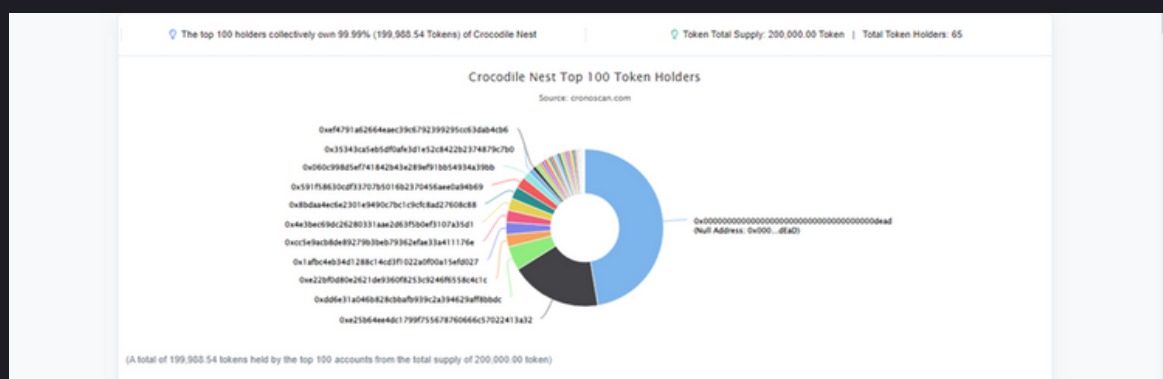 The top 100 holders collectively own 99.99% (199,988.54 Tokens) of Crocodile Nest
Token Total Supply: 200,000.00 Token | Total Token Holders: 65
Crocodile Nest Top 100 Token Holders
Source: cronoscan.com
0xef4791a62664eaec39c6792399295cc63dab4cb6
0x35343ca5eb5df0afe3d1e52c8422b2374879c7b0
0x060c998d5ef741842b43e289ef91bb54934a39bb
0x591f58630cdf33707b5016b2370456aee0a94b69
0x8bdaa4ec6e2301e9490c7bc1c9cfc8ad27608c88
0x4e3bec69dc26280331aae2d63f5b0ef3107a35d1
0xcc5e9acb8de89279b3beb79362efae33a411176e
0x1afbc4eb34d1288c14cd3f1022a0f00a15efd027
0xe22bf0d80e2621de9360f8253c9246f6558c4c1c
0xdd6e31a046b828cbbafb939c2a394629aff8bbdc
0xe25b64ee4dc1799f755678760666c57022413a32
0x000000000000000000000000000000000000dead
(Null Address: 0x000...dEaD)
(A total of 199,988.54 tokens held by the top 100 accounts from the total supply of 200,000.00 token)